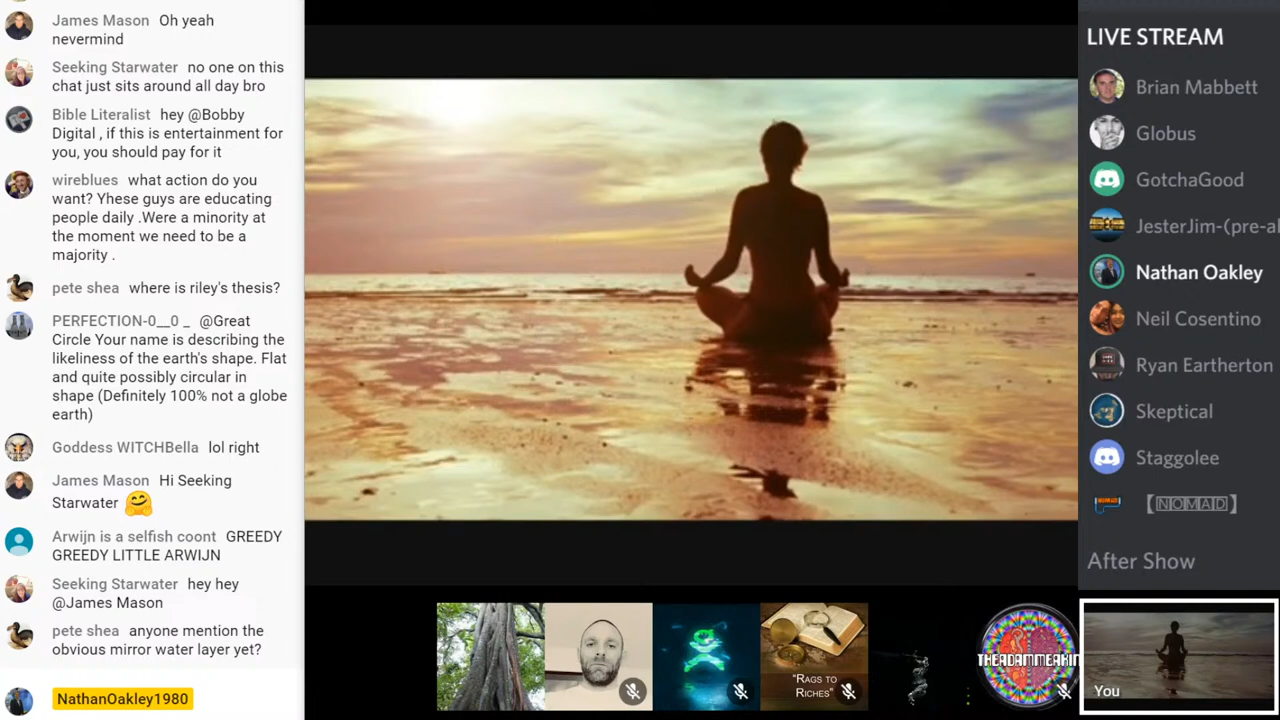 James Mason Oh yeah
nevermind
Seeking Starwater no one on this
chat just sits around all day bro
Bible Literalist hey @Bobby
Digital , if this is entertainment for
you, you should pay for it
wireblues what action do you
want? Yhese guys are educating
people daily .Were a minority at
the moment we need to be a
majority .
pete shea where is riley's thesis?
PERFECTION-0__0 _ @Great
Circle Your name is describing the
likeliness of the earth's shape. Flat
and quite possibly circular in
shape (Definitely 100% not a globe
earth)
Goddess WITCHBella lol right
James Mason Hi Seeking
Starwater 🤗
Arwijn is a selfish coont GREEDY
GREEDY LITTLE ARWIJN
Seeking Starwater hey hey
@James Mason
pete shea anyone mention the
obvious mirror water layer yet?
NathanOakley1980
"RAGS TO
RICHES"
THEADAMMEAKIN
You
LIVE STREAM
Brian Mabbett
Globus
GotchaGood
JesterJim-(pre-al
Nathan Oakley
Neil Cosentino
Ryan Eartherton
Skeptical
Staggolee
【NOMAD】
After Show